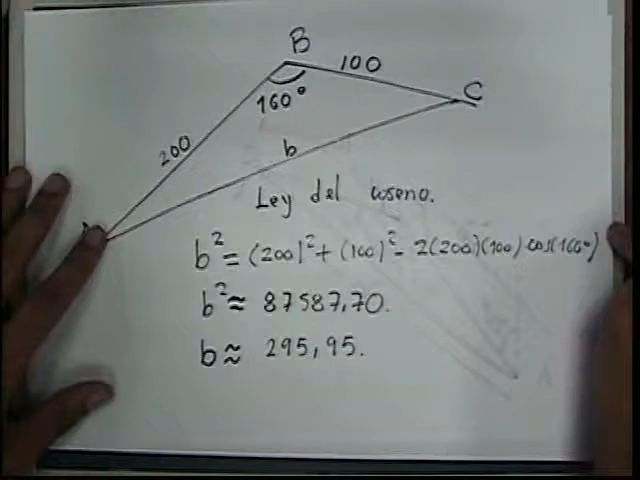 B
100
C
160°
200
b
Ley del coseno.
b² = (200)² + (100)² - 2(200)(100) cos(160°)
b² ≈ 87587,70.
b ≈ 295,95.